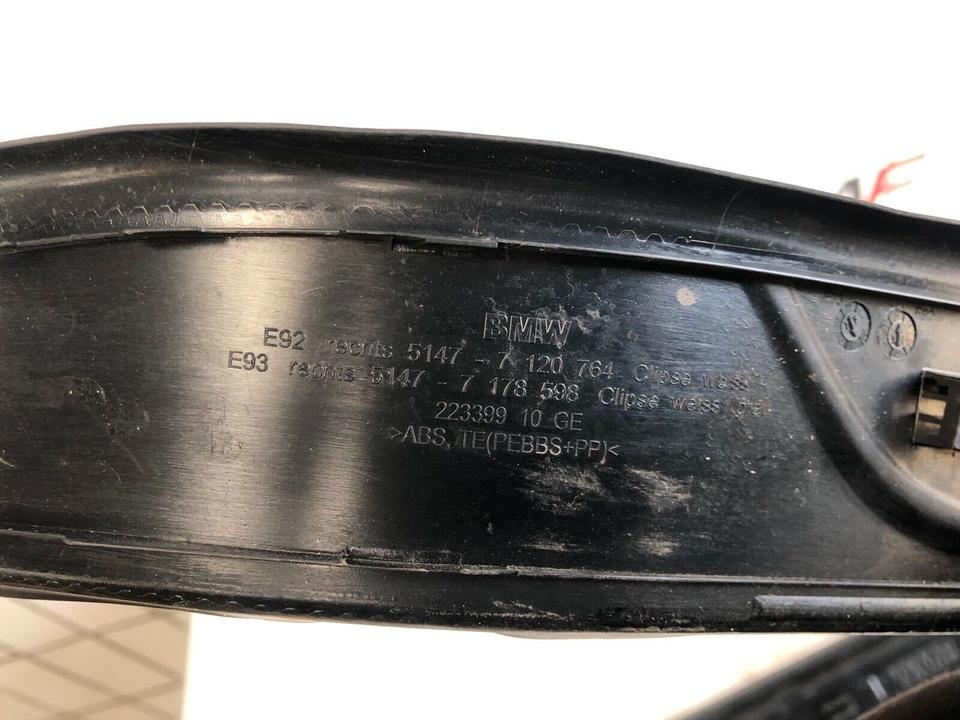 BMW
E92 rechts 5147 - 7 120 764 Clipse weiss
E93 rechts 5147 - 7 178 598 Clipse weiss
223399 10 GE
>ABS, TE(PEBBS+PP)<